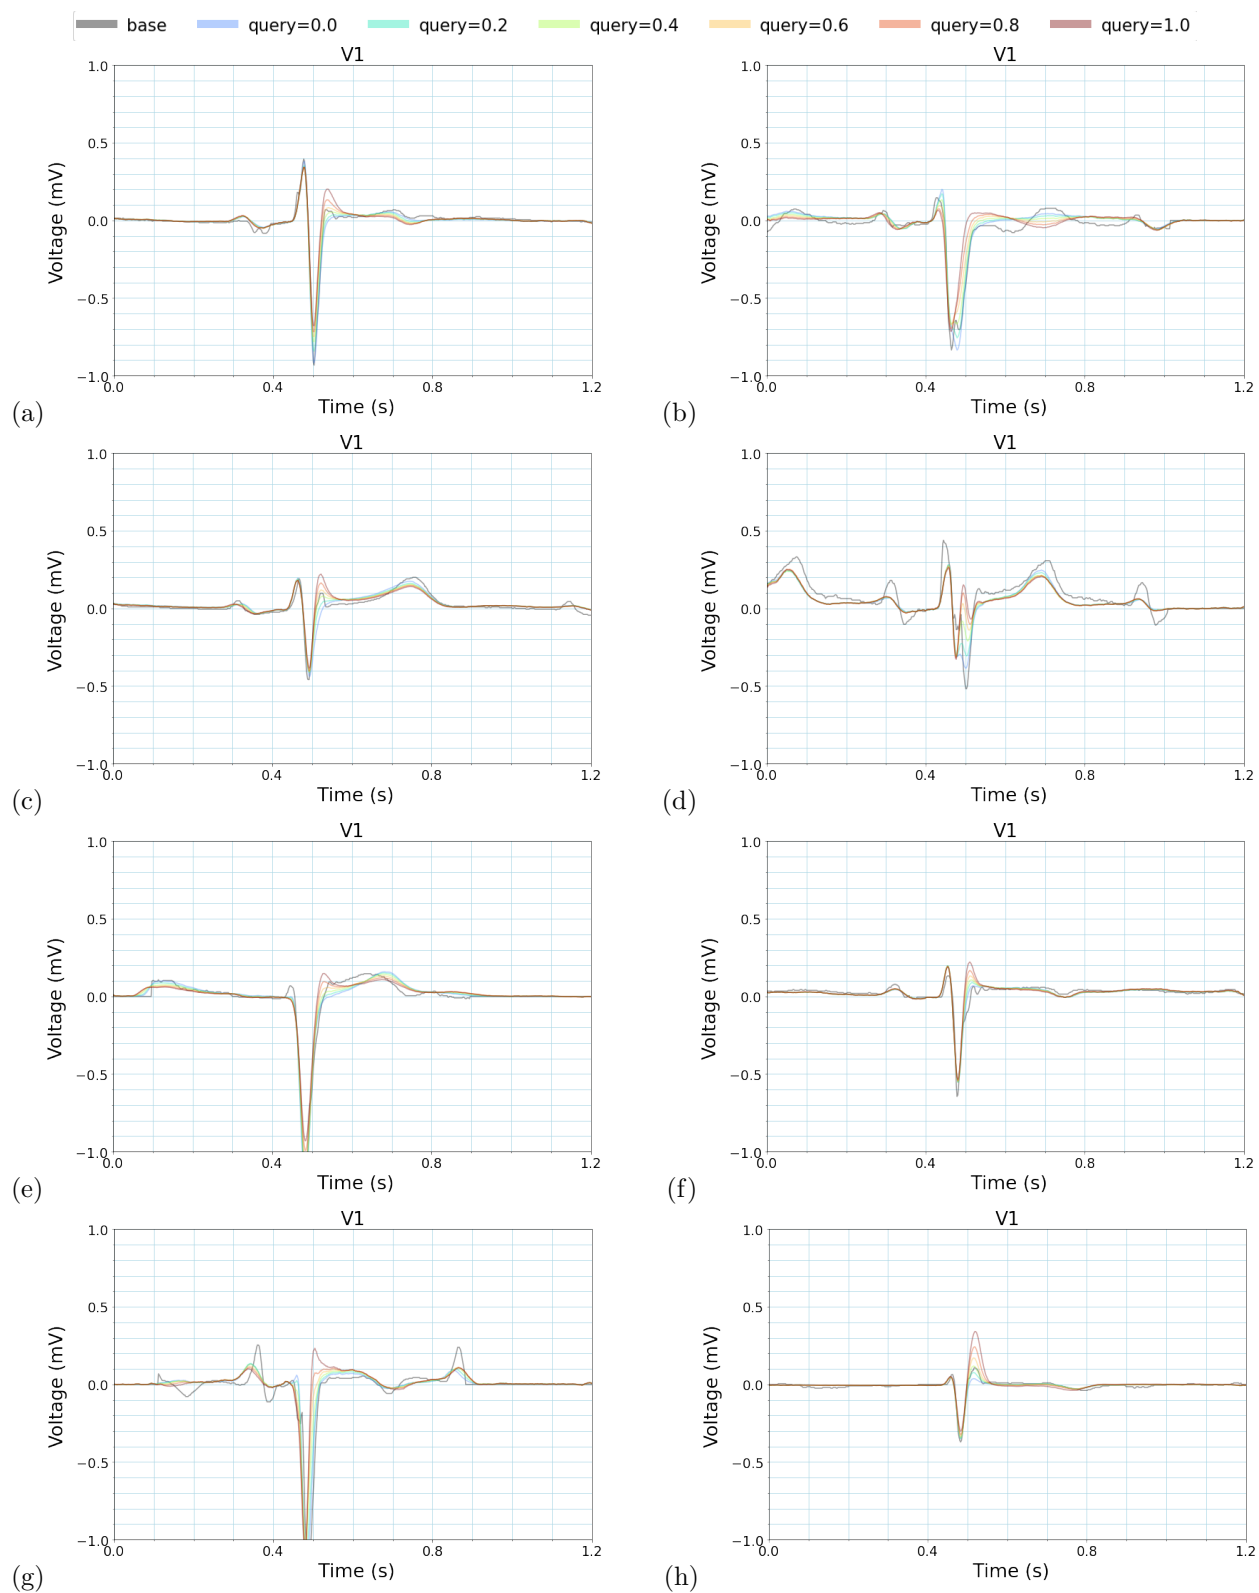 base query=0.0 query=0.2 query=0.4 query=0.6 query=0.8 query=1.0
V1 V1
1.0 1.0
0.5 0.5
0.0 0.0
−0.5 −0.5
−1.0 −1.0
0.0 0.4 0.8 1.2 0.0 0.4 0.8 1.2
Voltage (mV) Voltage (mV)
Time (s) Time (s)
(a) (b)
V1 V1
1.0 1.0
0.5 0.5
0.0 0.0
−0.5 −0.5
−1.0 −1.0
0.0 0.4 0.8 1.2 0.0 0.4 0.8 1.2
Voltage (mV) Voltage (mV)
Time (s) Time (s)
(c) (d)
V1 V1
1.0 1.0
0.5 0.5
0.0 0.0
−0.5 −0.5
−1.0 −1.0
0.0 0.4 0.8 1.2 0.0 0.4 0.8 1.2
Voltage (mV) Voltage (mV)
Time (s) Time (s)
(e) (f)
V1 V1
1.0 1.0
0.5 0.5
0.0 0.0
−0.5 −0.5
−1.0 −1.0
0.0 0.4 0.8 1.2 0.0 0.4 0.8 1.2
Voltage (mV) Voltage (mV)
Time (s) Time (s)
(g) (h)